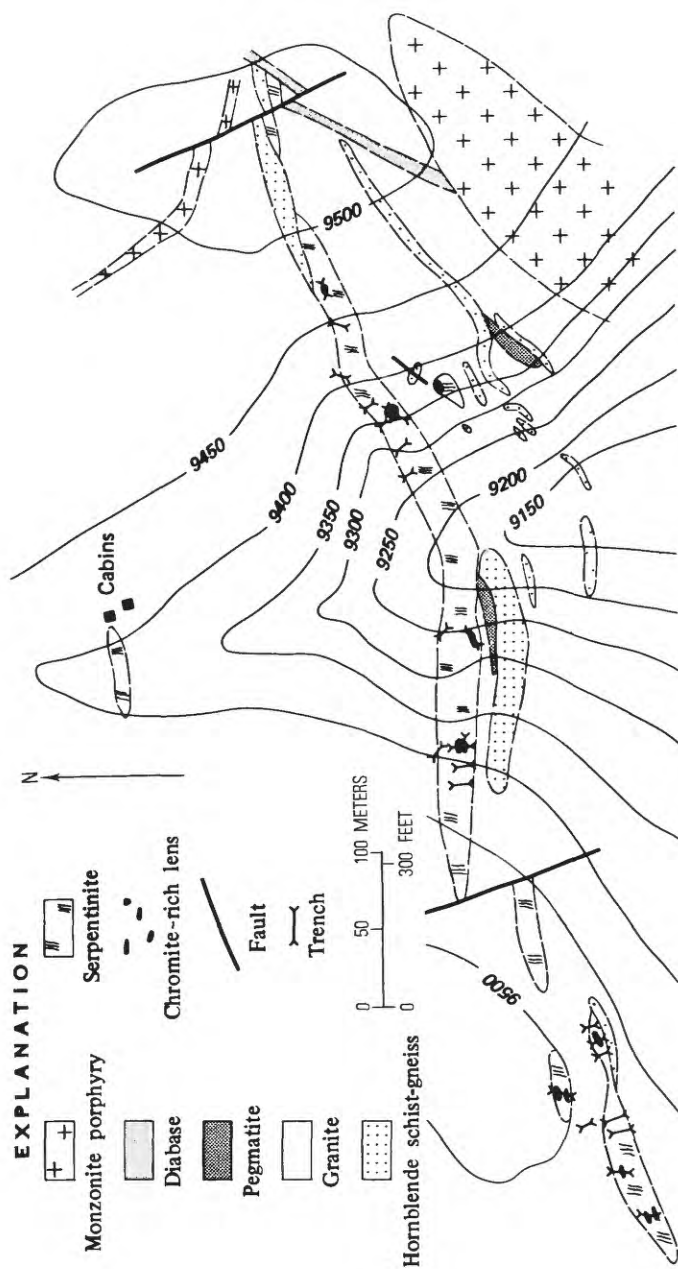 EXPLANATION
Monzonite porphyry
Diabase
Pegmatite
Granite
Hornblende schist-gneiss
Serpentinite
Chromite-rich lens
Fault
Trench
0 50 100 METERS
0 300 FEET
N
Cabins
9450
9400
9350
9300
9250
9200
9150
9500
9500